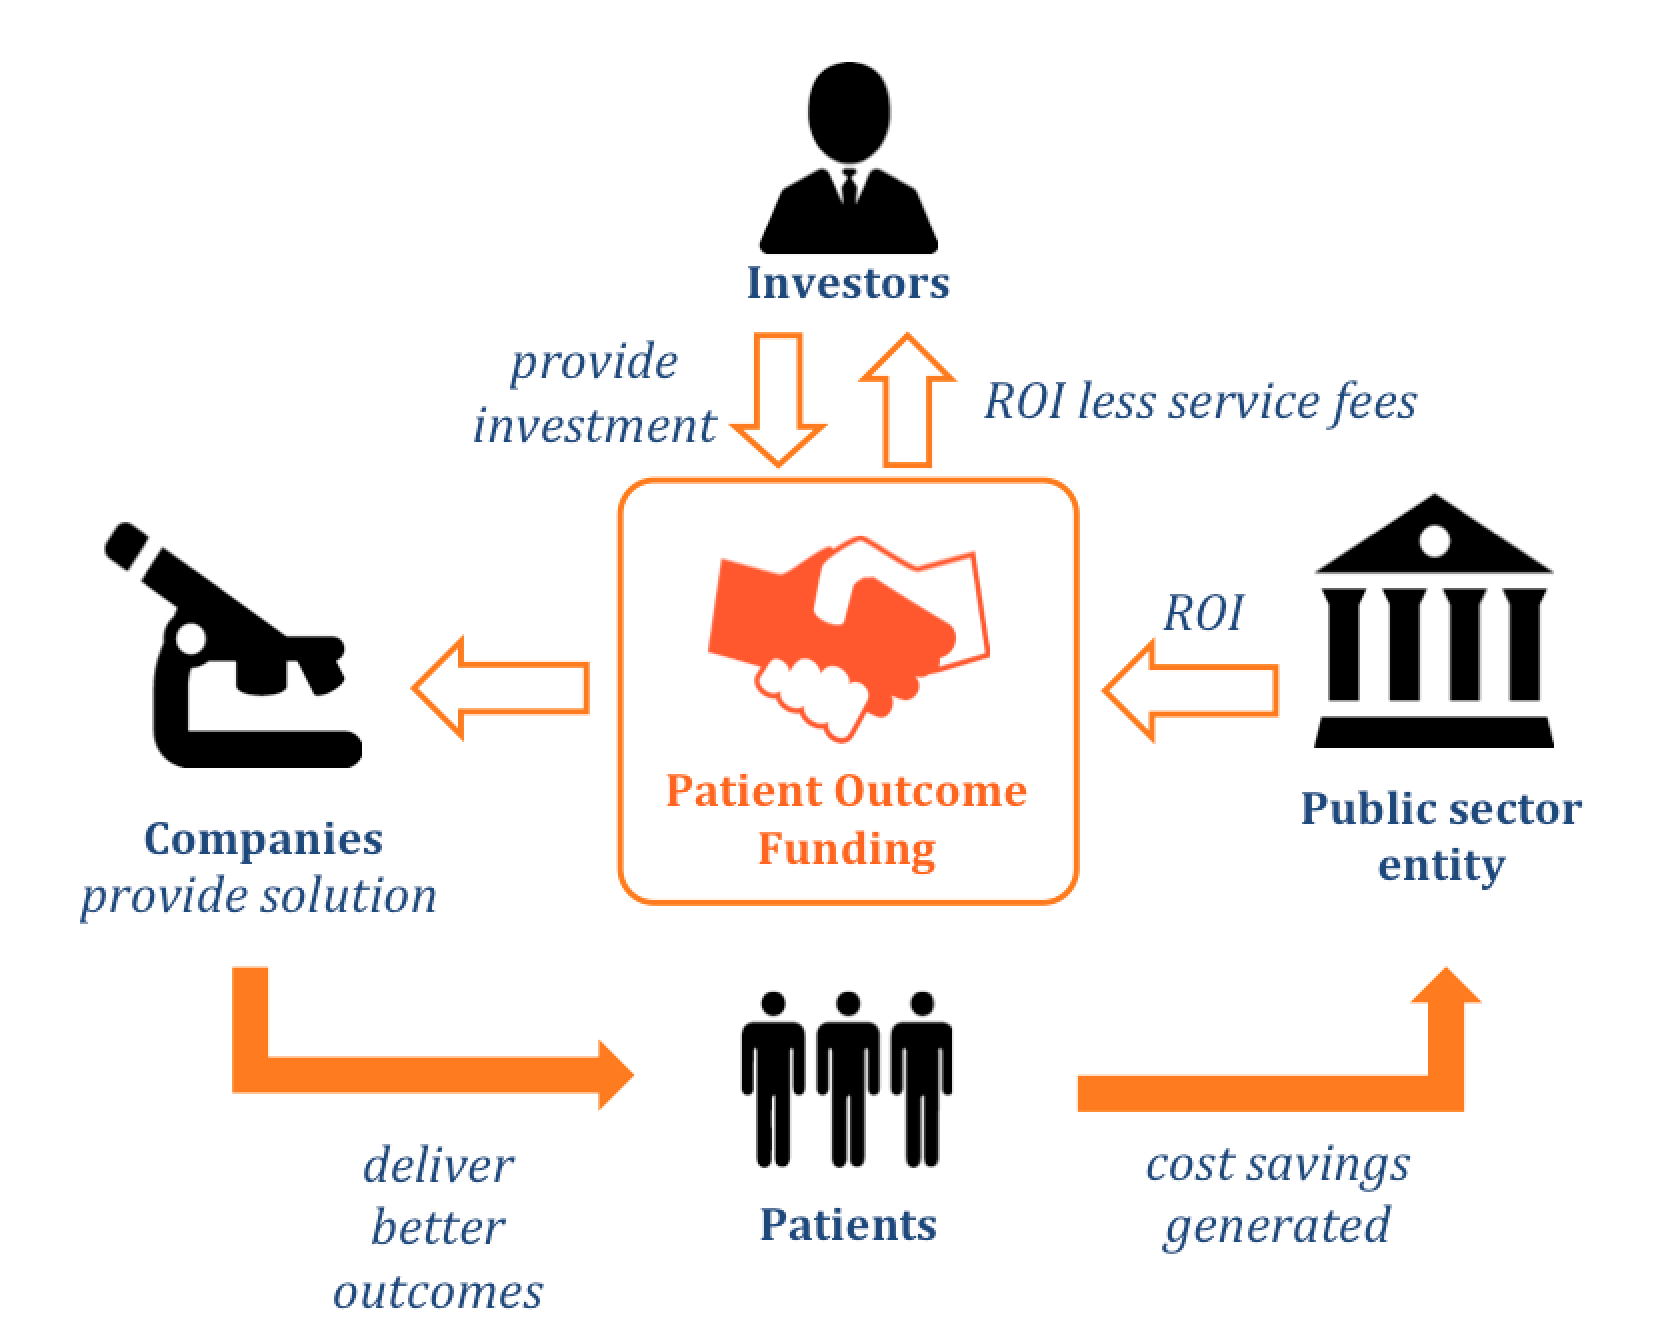 Investors
provide
investment
ROI less service fees
ROI
Patient Outcome
Funding
Companies
provide solution
Public sector
entity
deliver
better
outcomes
Patients
cost savings
generated